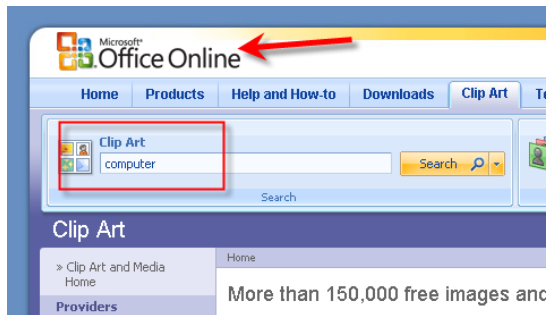 Microsoft®
Office Online
Home Products Help and How-to Downloads Clip Art
Clip Art
computer
Search
Search
Clip Art
» Clip Art and Media
Home
Providers
Home
More than 150,000 free images and